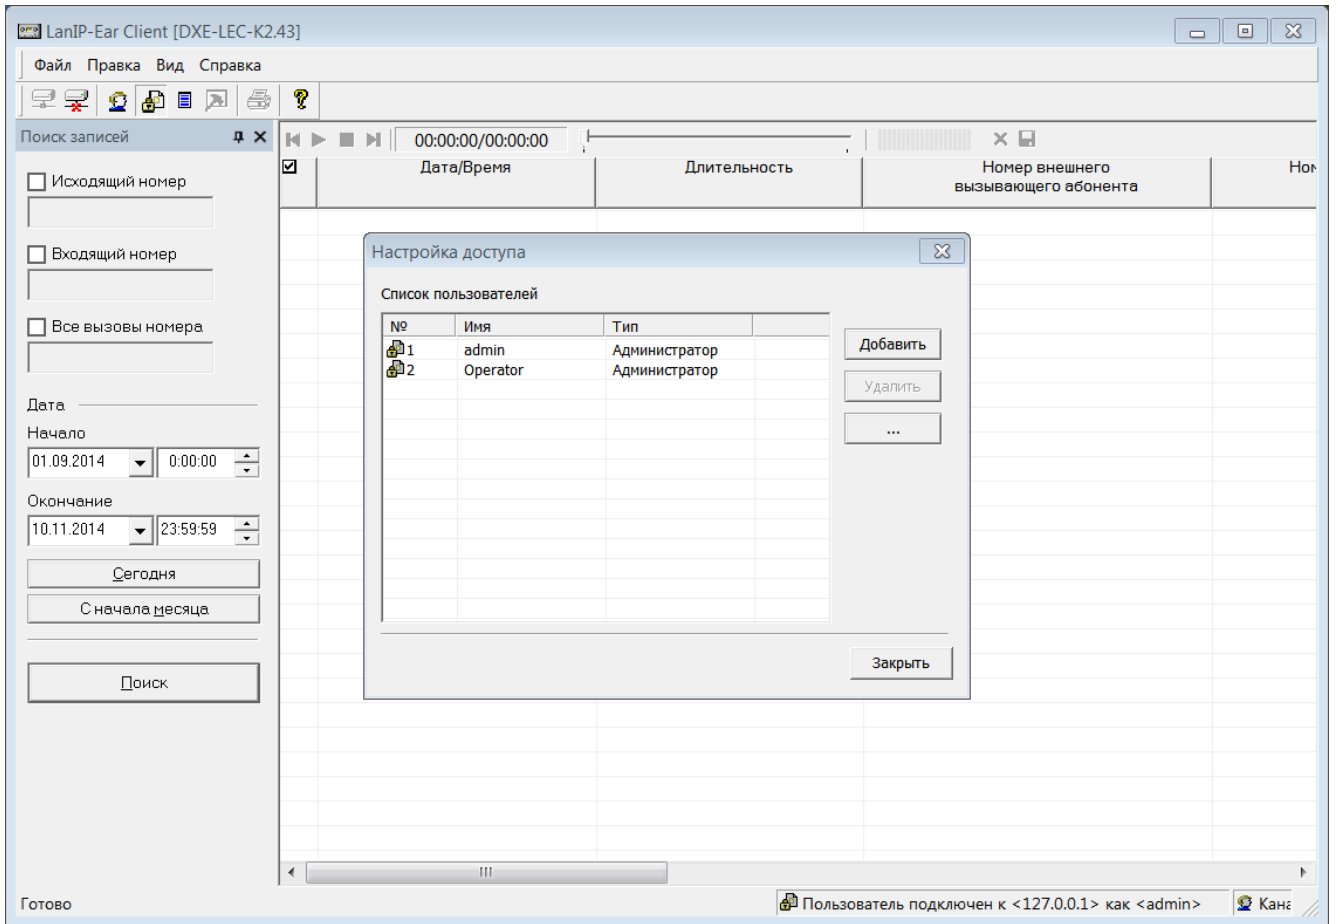 LanIP-Ear Client [DXE-LEC-K2.43]
Файл Правка Вид Справка
Поиск записей
00:00:00/00:00:00
Дата/Время
Длительность
Номер внешнего
вызывающего абонента
Ном
Исходящий номер
Входящий номер
Все вызовы номера
Дата
Начало
01.09.2014 0:00:00
Окончание
10.11.2014 23:59:59
Сегодня
С начала месяца
Поиск
Настройка доступа
Список пользователей
№ Имя Тип
1 admin Администратор
2 Operator Администратор
Добавить
Удалить
...
Закрыть
Готово
Пользователь подключен к <127.0.0.1> как <admin>
Кана